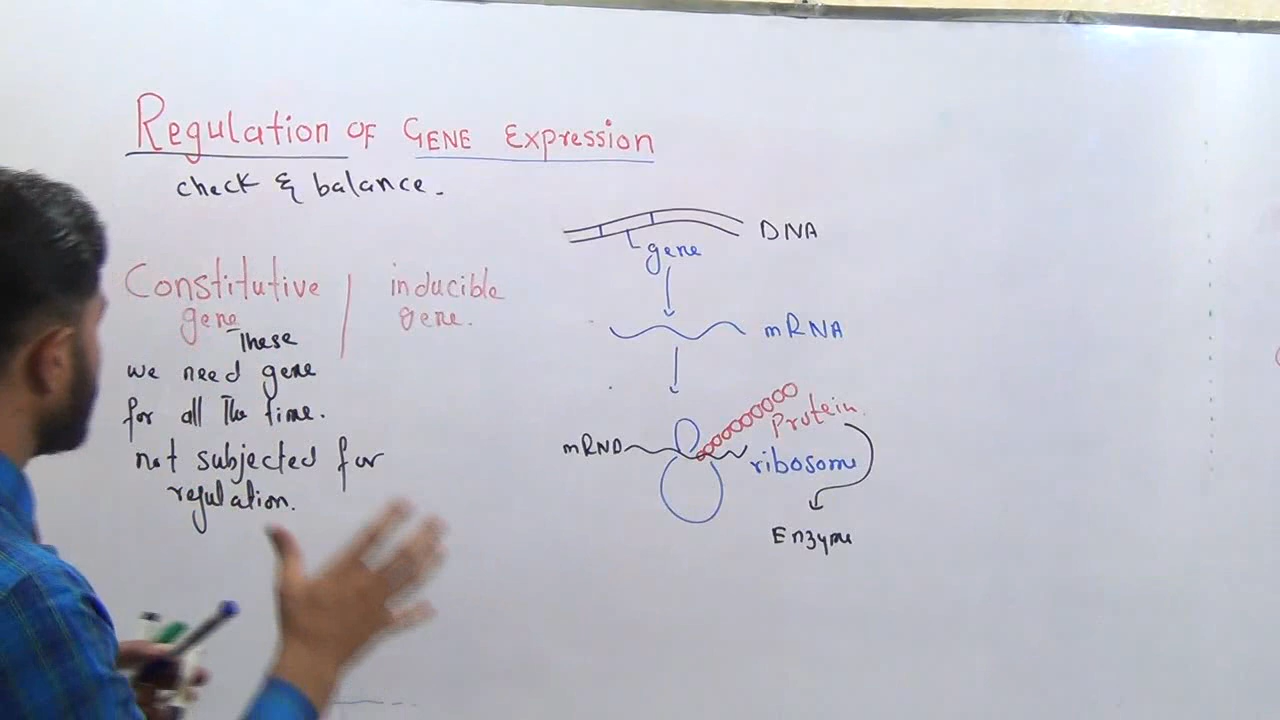 Regulation OF GENE Expression
check & balance.
Constitutive gene
inducible gene.
These
we need gene
for all The time.
not subjected for
regulation.
DNA
gene
mRNA
Protein
mRNA
ribosome
Enzyme